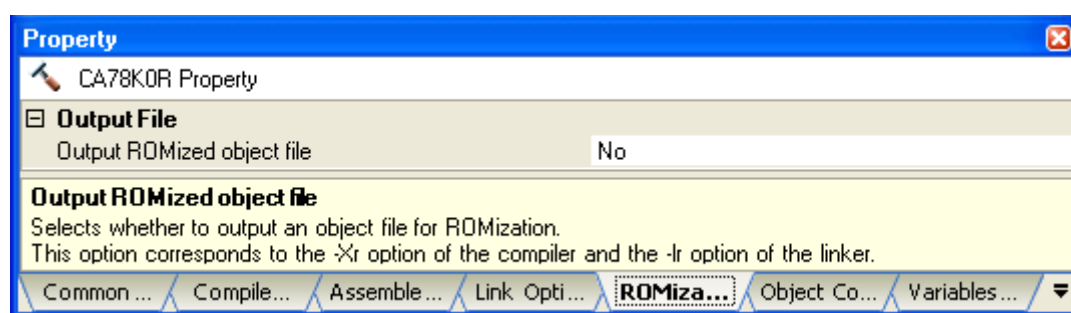 Property
CA78K0R Property
Output File
Output ROMized object file No
Output ROMized object file
Selects whether to output an object file for ROMization.
This option corresponds to the -Xr option of the compiler and the -lr option of the linker.
Common ... Compile... Assemble... Link Opti... ROMiza... Object Co... Variables...